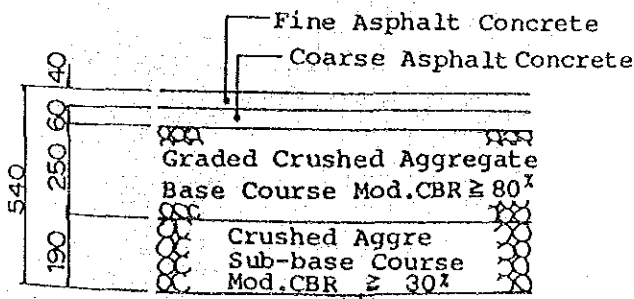 Fine Asphalt Concrete
Coarse Asphalt Concrete
40
60
250
190
540
Graded Crushed Aggregate
Base Course Mod.CBR ≧ 80%
Crushed Aggre
Sub-base Course
Mod.CBR ≧ 30%